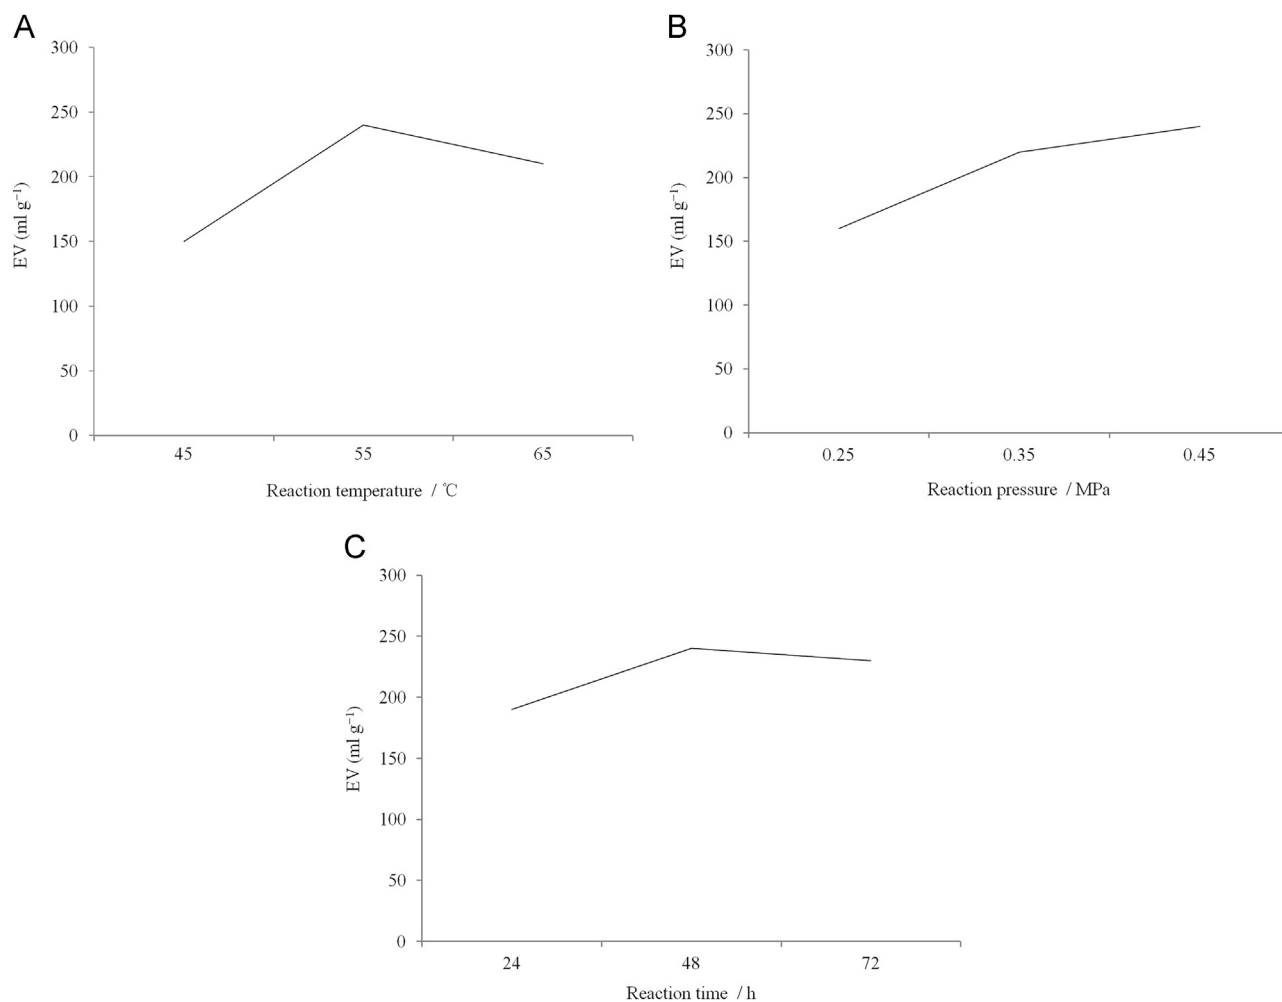 A
300
250
200
150
100
50
0
EV (ml g⁻¹)
45 55 65
Reaction temperature / ℃
B
300
250
200
150
100
50
0
EV (ml g⁻¹)
0.25 0.35 0.45
Reaction pressure / MPa
C
300
250
200
150
100
50
0
EV (ml g⁻¹)
24 48 72
Reaction time / h